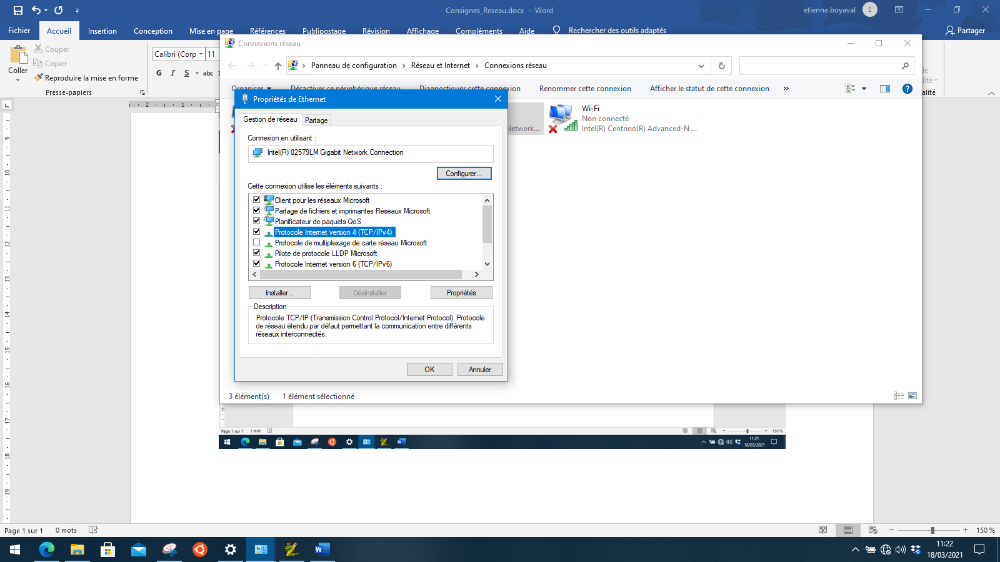 Consignes_Reseau.docx - Word
etienne.boyaval
E
Fichier
Accueil
Insertion
Conception
Mise en page
Références
Publipostage
Révision
Affichage
Compléments
Aide
Rechercher des outils adaptés
Partager
Coller
Couper
Copier
Reproduire la mise en forme
Presse-papiers
Calibri (Corp
11
G I S abc
Connexions réseau
Panneau de configuration
Réseau et Internet
Connexions réseau
Organiser
Désactiver ce périphérique réseau
Diagnostiquer cette connexion
Renommer cette connexion
Afficher le statut de cette connexion
»
Network...
Wi-Fi
Non connecté
Intel(R) Centrino(R) Advanced-N ...
Propriétés de Ethernet
Gestion de réseau
Partage
Connexion en utilisant :
Intel(R) 82579LM Gigabit Network Connection
Configurer...
Cette connexion utilise les éléments suivants :
Client pour les réseaux Microsoft
Partage de fichiers et imprimantes Réseaux Microsoft
Planificateur de paquets QoS
Protocole Internet version 4 (TCP/IPv4)
Protocole de multiplexage de carte réseau Microsoft
Pilote de protocole LLDP Microsoft
Protocole Internet version 6 (TCP/IPv6)
Installer...
Désinstaller
Propriétés
Description
Protocole TCP/IP (Transmission Control Protocol/Internet Protocol). Protocole
de réseau étendu par défaut permettant la communication entre différents
réseaux interconnectés.
OK
Annuler
3 élément(s)
1 élément sélectionné
Page 1 sur 1
1 mot
150 %
11:21
18/03/2021
Page 1 sur 1
0 mots
150 %
11:22
18/03/2021